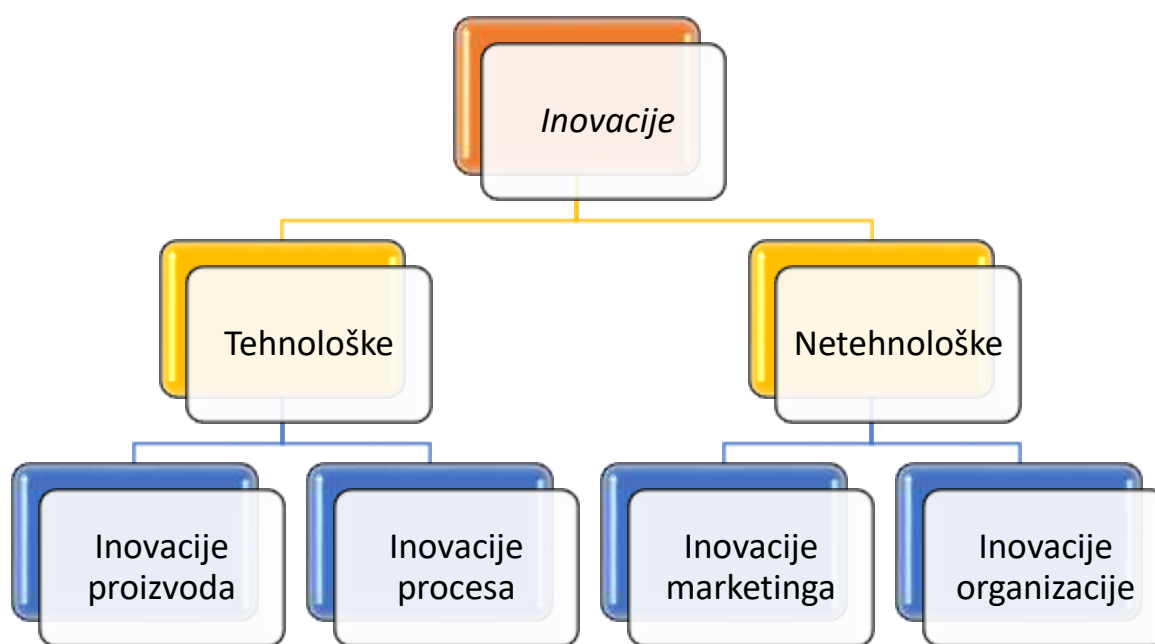 Inovacije
Tehnološke
Netehnološke
Inovacije
proizvoda
Inovacije
procesa
Inovacije
marketinga
Inovacije
organizacije